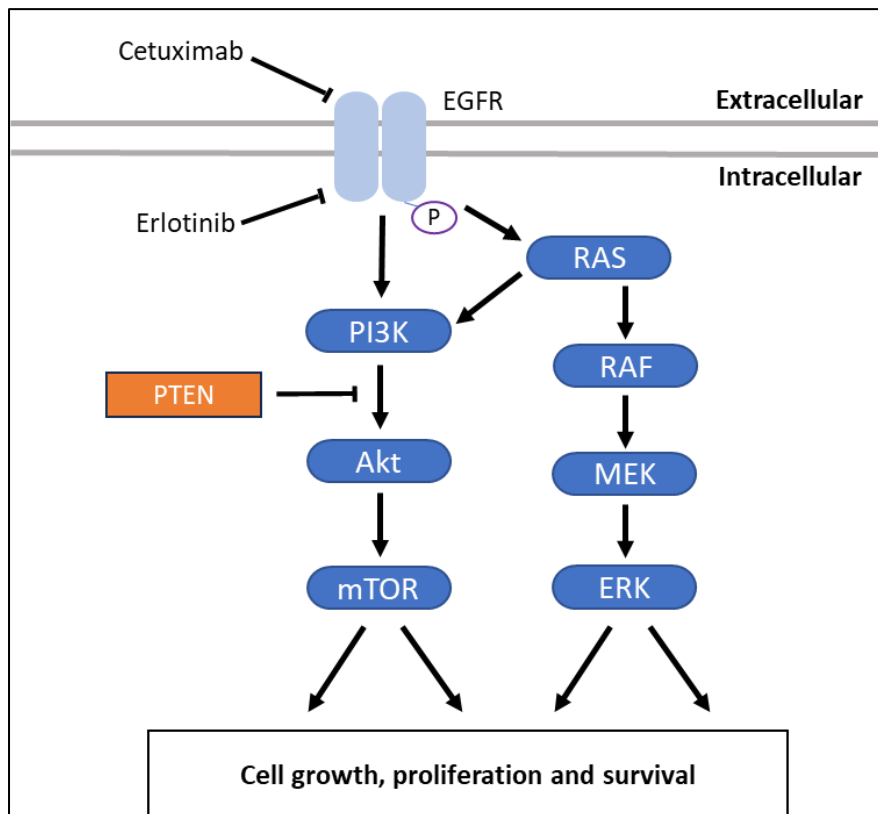 Cetuximab
EGFR
Extracellular
Intracellular
Erlotinib
P
RAS
PI3K
RAF
PTEN
Akt
MEK
mTOR
ERK
Cell growth, proliferation and survival